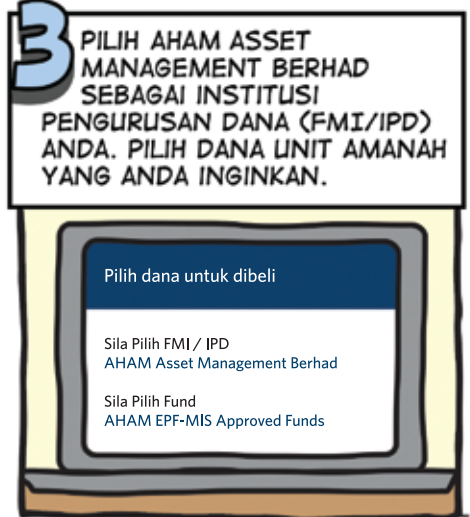 3
PILIH AHAM ASSET
MANAGEMENT BERHAD
SEBAGAI INSTITUSI
PENGURUSAN DANA (FMI/IPD)
ANDA. PILIH DANA UNIT AMANAH
YANG ANDA INGINKAN.
Pilih dana untuk dibeli
Sila Pilih FMI / IPD
AHAM Asset Management Berhad
Sila Pilih Fund
AHAM EPF-MIS Approved Funds